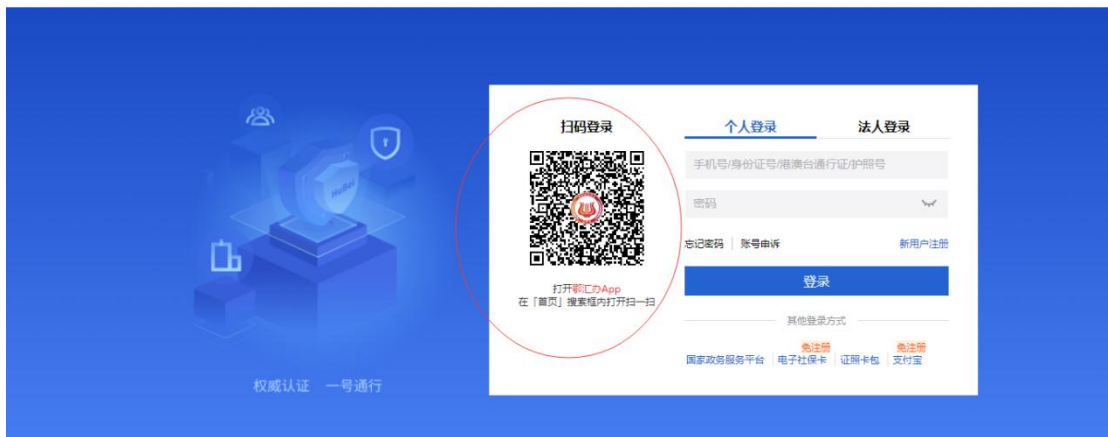 HuBei
权威认证 一号通行
扫码登录
打开鄂汇办App
在「首页」搜索框内打开扫一扫
个人登录 法人登录
手机号/身份证号/港澳台通行证/护照号
密码
忘记密码 账号申诉 新用户注册
登录
其他登录方式
免注册 免注册
国家政务服务平台 电子社保卡 证照卡包 支付宝